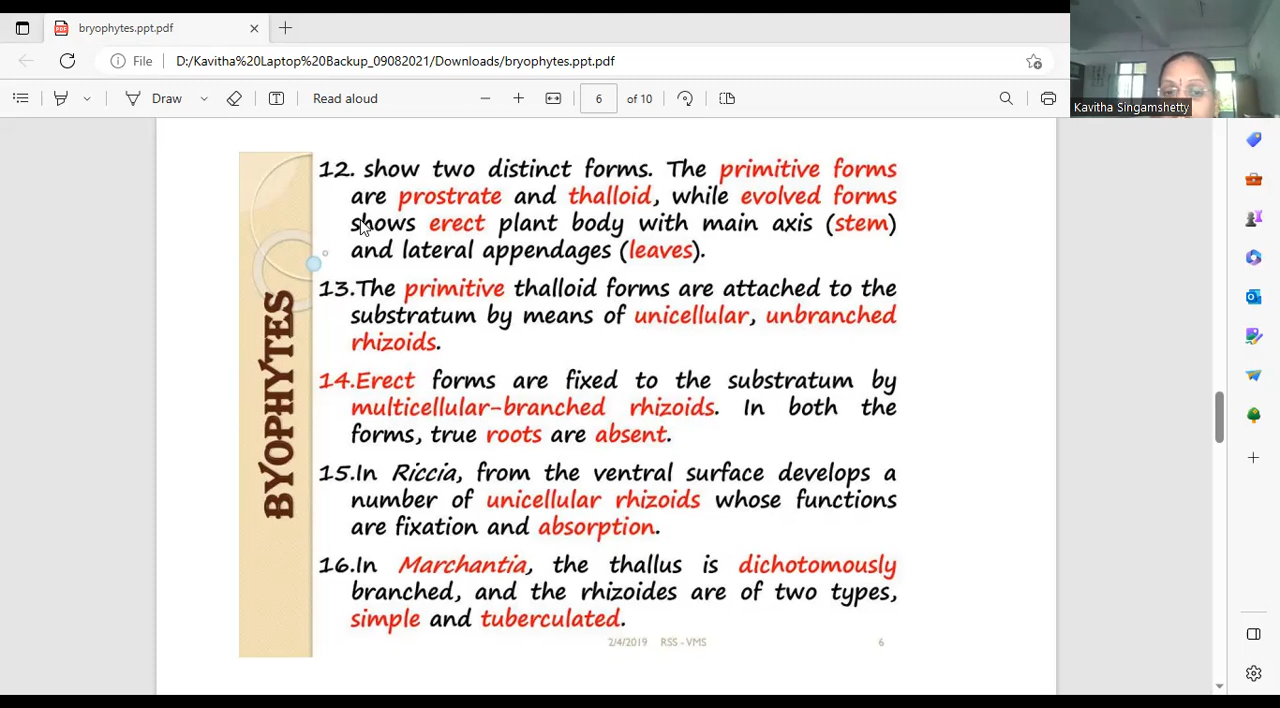 bryophytes.ppt.pdf
File D:/Kavitha%20Laptop%20Backup_09082021/Downloads/bryophytes.ppt.pdf
Draw Read aloud 6 of 10
Kavitha Singamshetty
BYOPHYTES
12. show two distinct forms. The primitive forms
are prostrate and thalloid, while evolved forms
shows erect plant body with main axis (stem)
and lateral appendages (leaves).
13.The primitive thalloid forms are attached to the
substratum by means of unicellular, unbranched
rhizoids.
14.Erect forms are fixed to the substratum by
multicellular-branched rhizoids. In both the
forms, true roots are absent.
15.In Riccia, from the ventral surface develops a
number of unicellular rhizoids whose functions
are fixation and absorption.
16.In Marchantia, the thallus is dichotomously
branched, and the rhizoides are of two types,
simple and tuberculated.
2/4/2019 RSS - VMS 6